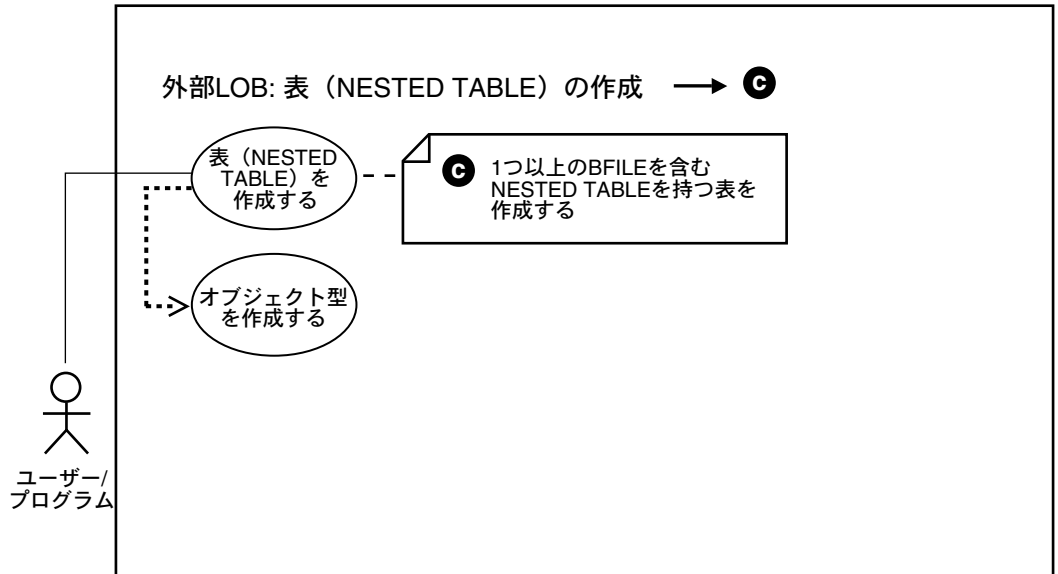 外部LOB: 表（NESTED TABLE）の作成 → C
表（NESTED
TABLE）を
作成する
C 1つ以上のBFILEを含む
NESTED TABLEを持つ表を
作成する
オブジェクト型
を作成する
ユーザー/
プログラム